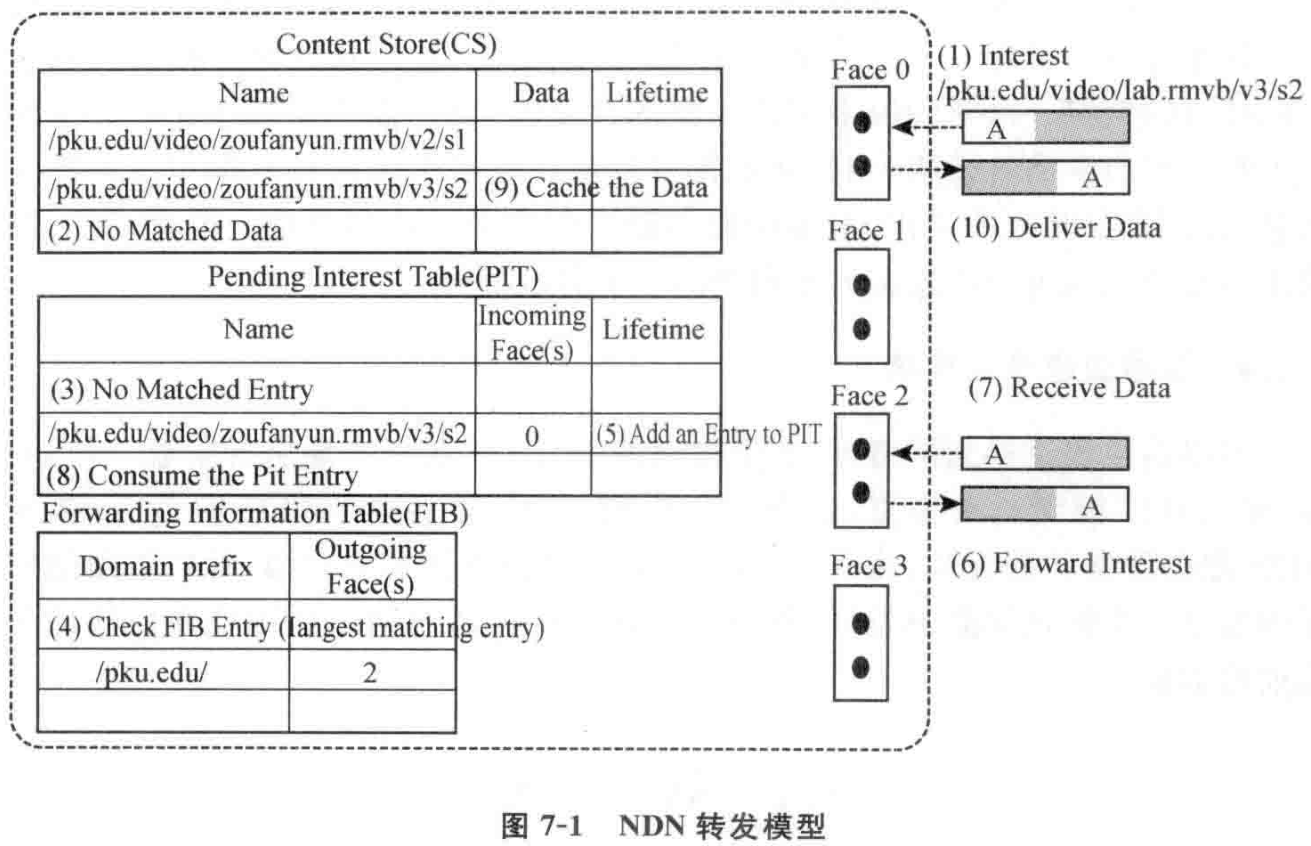 Content Store(CS)
Name Data Lifetime
/pku.edu/video/zoufanyun.rmvb/v2/s1
/pku.edu/video/zoufanyun.rmvb/v3/s2 (9) Cache the Data
(2) No Matched Data
Pending Interest Table(PIT)
Name Incoming Face(s) Lifetime
(3) No Matched Entry
/pku.edu/video/zoufanyun.rmvb/v3/s2 0 (5) Add an Entry to PIT
(8) Consume the Pit Entry
Forwarding Information Table(FIB)
Domain prefix Outgoing Face(s)
(4) Check FIB Entry (langest matching entry)
/pku.edu/ 2
Face 0
(1) Interest
/pku.edu/video/lab.rmvb/v3/s2
A
A
(10) Deliver Data
Face 1
Face 2
(7) Receive Data
A
A
(6) Forward Interest
Face 3
图 7-1 NDN 转发模型